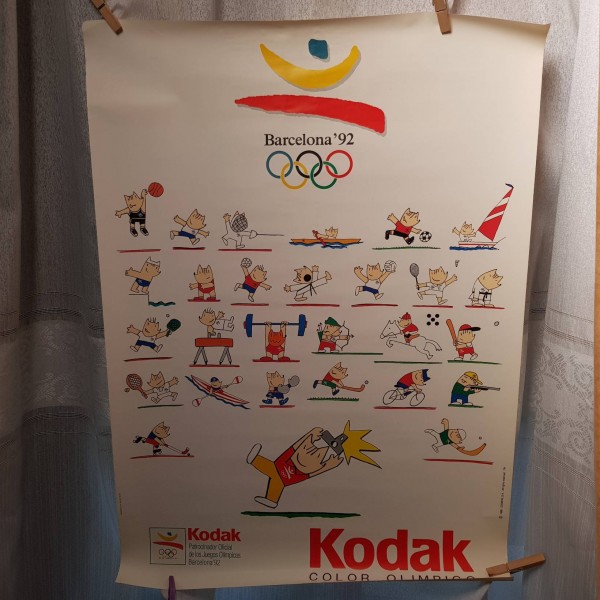 Barcelona'92
Kodak
Patrocinador Oficial
de los Juegos Olímpicos
Barcelona'92
Kodak
COLOR OLIMPICO